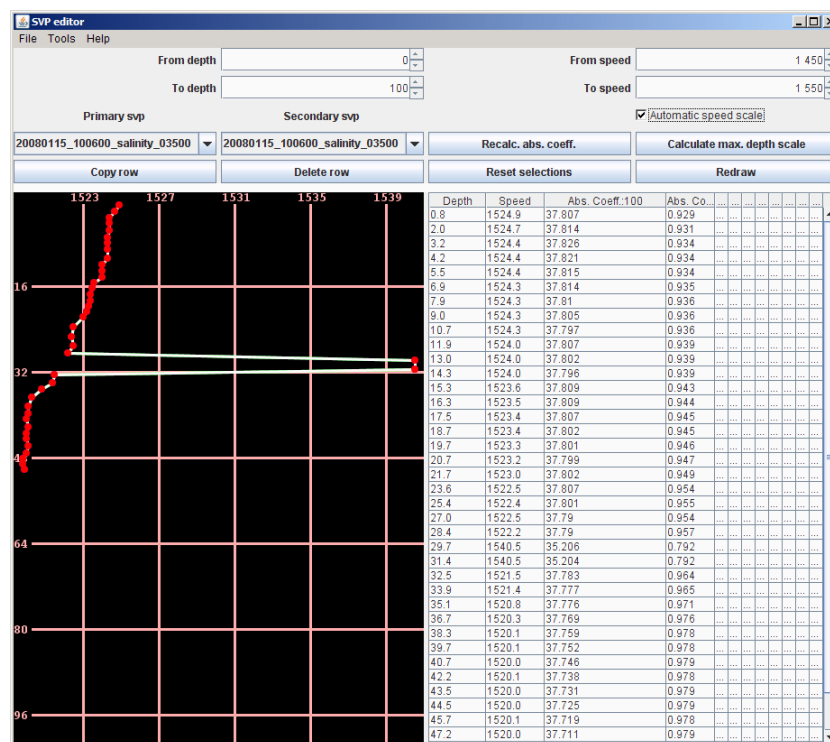 SVP editor
File Tools Help
From depth 0 From speed 1 450
To depth 100 To speed 1 550
Primary svp Secondary svp Automatic speed scale
20080115_100600_salinity_03500 20080115_100600_salinity_03500 Recalc. abs. coeff. Calculate max. depth scale
Copy row Delete row Reset selections Redraw
1523 1527 1531 1535 1539
16
32
4
64
80
96
Depth Speed Abs. Coeff.:100 Abs. Co... ... ... ... ... ... ... ... ...
0.8 1524.9 37.807 0.929 ... ... ... ... ... ... ... ...
2.0 1524.7 37.814 0.931 ... ... ... ... ... ... ... ...
3.2 1524.4 37.826 0.934 ... ... ... ... ... ... ... ...
4.2 1524.4 37.821 0.934 ... ... ... ... ... ... ... ...
5.5 1524.4 37.815 0.934 ... ... ... ... ... ... ... ...
6.9 1524.3 37.814 0.935 ... ... ... ... ... ... ... ...
7.9 1524.3 37.81 0.936 ... ... ... ... ... ... ... ...
9.0 1524.3 37.805 0.936 ... ... ... ... ... ... ... ...
10.7 1524.3 37.797 0.936 ... ... ... ... ... ... ... ...
11.9 1524.0 37.807 0.939 ... ... ... ... ... ... ... ...
13.0 1524.0 37.802 0.939 ... ... ... ... ... ... ... ...
14.3 1524.0 37.796 0.939 ... ... ... ... ... ... ... ...
15.3 1523.6 37.809 0.943 ... ... ... ... ... ... ... ...
16.3 1523.5 37.809 0.944 ... ... ... ... ... ... ... ...
17.5 1523.4 37.807 0.945 ... ... ... ... ... ... ... ...
18.7 1523.4 37.802 0.945 ... ... ... ... ... ... ... ...
19.7 1523.3 37.801 0.946 ... ... ... ... ... ... ... ...
20.7 1523.2 37.799 0.947 ... ... ... ... ... ... ... ...
21.7 1523.0 37.802 0.949 ... ... ... ... ... ... ... ...
23.6 1522.5 37.807 0.954 ... ... ... ... ... ... ... ...
25.4 1522.4 37.801 0.955 ... ... ... ... ... ... ... ...
27.0 1522.5 37.79 0.954 ... ... ... ... ... ... ... ...
28.4 1522.2 37.79 0.957 ... ... ... ... ... ... ... ...
29.7 1540.5 35.206 0.792 ... ... ... ... ... ... ... ...
31.4 1540.5 35.204 0.792 ... ... ... ... ... ... ... ...
32.5 1521.5 37.783 0.964 ... ... ... ... ... ... ... ...
33.9 1521.4 37.777 0.965 ... ... ... ... ... ... ... ...
35.1 1520.8 37.776 0.971 ... ... ... ... ... ... ... ...
36.7 1520.3 37.769 0.976 ... ... ... ... ... ... ... ...
38.3 1520.1 37.759 0.978 ... ... ... ... ... ... ... ...
39.7 1520.1 37.752 0.978 ... ... ... ... ... ... ... ...
40.7 1520.0 37.746 0.979 ... ... ... ... ... ... ... ...
42.2 1520.1 37.738 0.978 ... ... ... ... ... ... ... ...
43.5 1520.0 37.731 0.979 ... ... ... ... ... ... ... ...
44.5 1520.0 37.725 0.979 ... ... ... ... ... ... ... ...
45.7 1520.1 37.719 0.978 ... ... ... ... ... ... ... ...
47.2 1520.0 37.711 0.979 ... ... ... ... ... ... ... ...